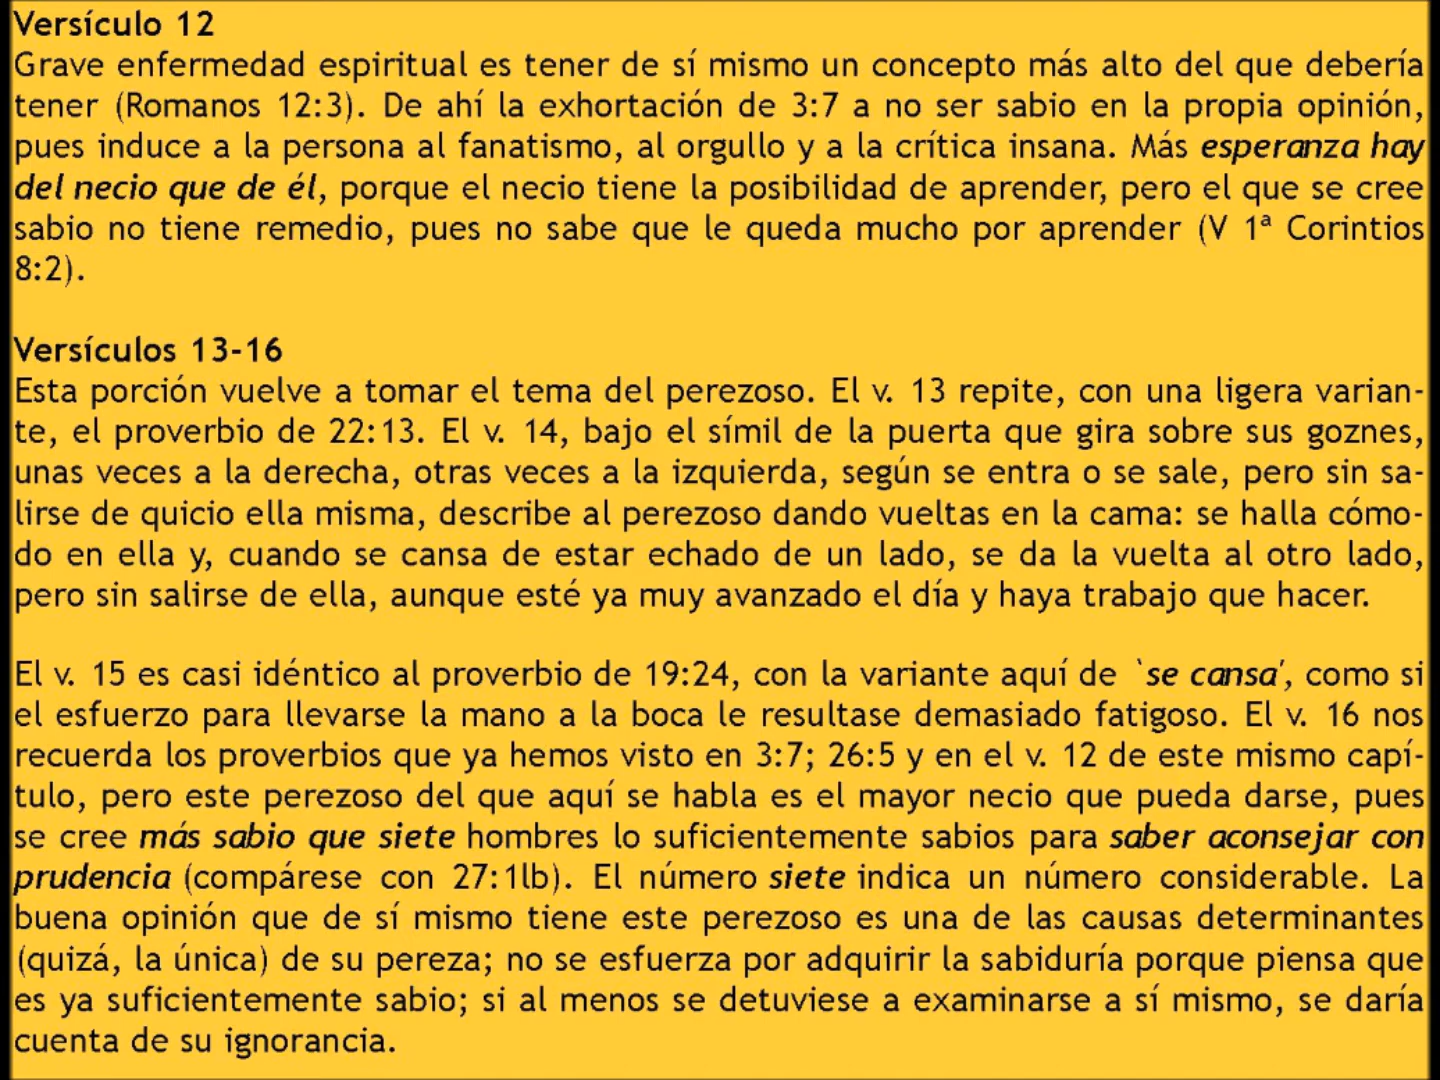 Versículo 12
Grave enfermedad espiritual es tener de sí mismo un concepto más alto del que debería
tener (Romanos 12:3). De ahí la exhortación de 3:7 a no ser sabio en la propia opinión,
pues induce a la persona al fanatismo, al orgullo y a la crítica insana. Más esperanza hay
del necio que de él, porque el necio tiene la posibilidad de aprender, pero el que se cree
sabio no tiene remedio, pues no sabe que le queda mucho por aprender (V 1ª Corintios
8:2).
Versículos 13-16
Esta porción vuelve a tomar el tema del perezoso. El v. 13 repite, con una ligera varian-
te, el proverbio de 22:13. El v. 14, bajo el símil de la puerta que gira sobre sus goznes,
unas veces a la derecha, otras veces a la izquierda, según se entra o se sale, pero sin sa-
lirse de quicio ella misma, describe al perezoso dando vueltas en la cama: se halla cómo-
do en ella y, cuando se cansa de estar echado de un lado, se da la vuelta al otro lado,
pero sin salirse de ella, aunque esté ya muy avanzado el día y haya trabajo que hacer.
El v. 15 es casi idéntico al proverbio de 19:24, con la variante aquí de `se cansa', como si
el esfuerzo para llevarse la mano a la boca le resultase demasiado fatigoso. El v. 16 nos
recuerda los proverbios que ya hemos visto en 3:7; 26:5 y en el v. 12 de este mismo capí-
tulo, pero este perezoso del que aquí se habla es el mayor necio que pueda darse, pues
se cree más sabio que siete hombres lo suficientemente sabios para saber aconsejar con
prudencia (compárese con 27:1lb). El número siete indica un número considerable. La
buena opinión que de sí mismo tiene este perezoso es una de las causas determinantes
(quizá, la única) de su pereza; no se esfuerza por adquirir la sabiduría porque piensa que
es ya suficientemente sabio; si al menos se detuviese a examinarse a sí mismo, se daría
cuenta de su ignorancia.